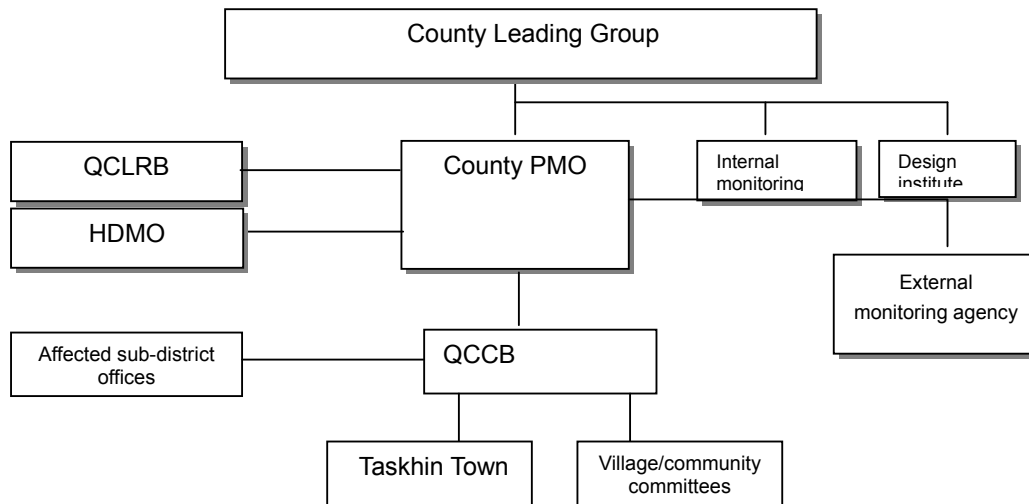 County Leading Group
QCLRB
County PMO
Internal
monitoring
Design
institute
HDMO
External
monitoring agency
Affected sub-district
offices
QCCB
Taskhin Town
Village/community
committees